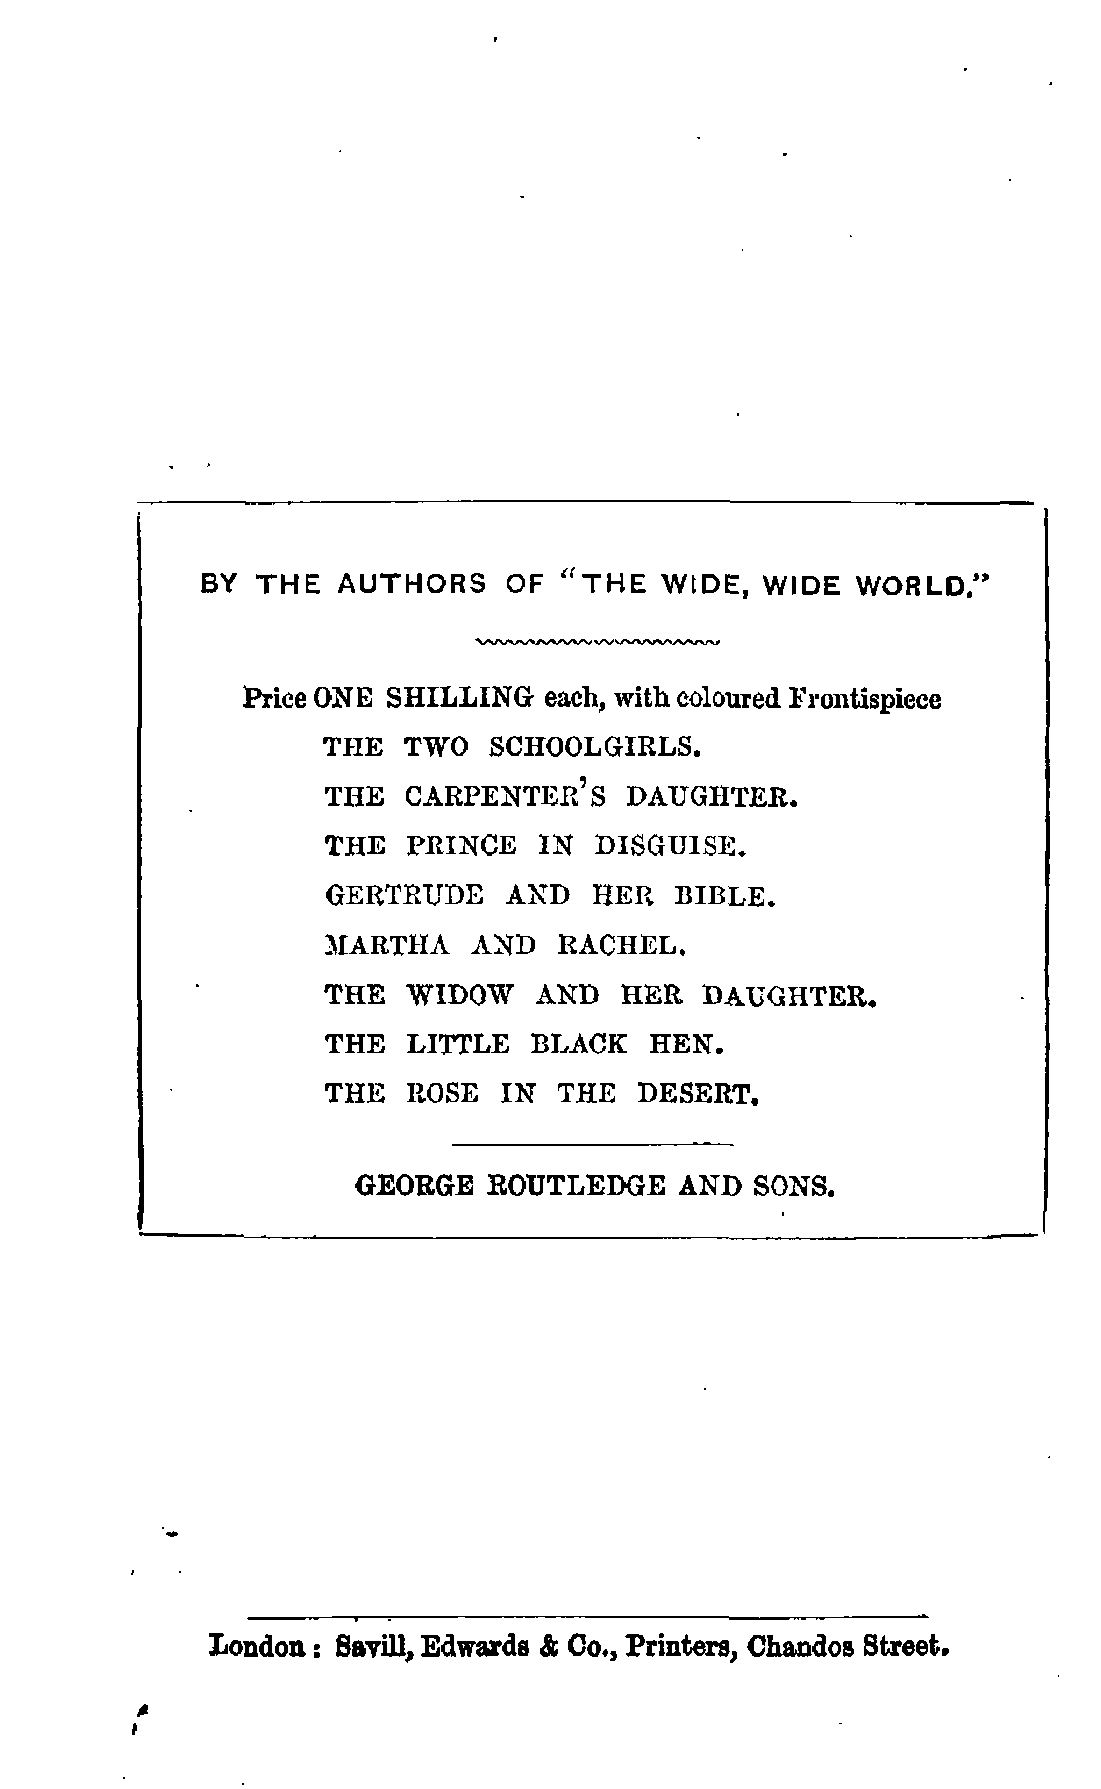 BY THE AUTHORS OF “THE WIDE, WIDE WORLD.”
Price ONE SHILLING each, with coloured Frontispiece
THE TWO SCHOOLGIRLS.
THE CARPENTER'S DAUGHTER.
THE PRINCE IN DISGUISE.
GERTRUDE AND HER BIBLE.
MARTHA AND RACHEL.
THE WIDOW AND HER DAUGHTER.
THE LITTLE BLACK HEN.
THE ROSE IN THE DESERT.
GEORGE ROUTLEDGE AND SONS.
London: Savill, Edwards & Co., Printers, Chandos Street.